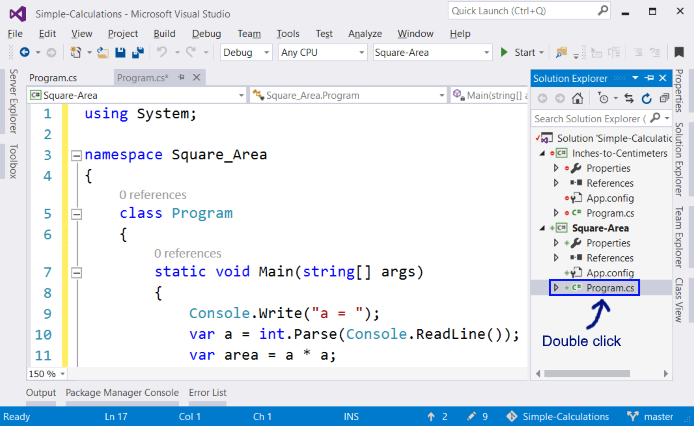 Simple-Calculations - Microsoft Visual Studio
Quick Launch (Ctrl+Q)
File Edit View Project Build Debug Team Tools Test Analyze Window Help
Debug Any CPU Square-Area Start
Server Explorer
Toolbox
Program.cs Program.cs*
Square-Area Square_Area.Program Main(string[] args)
1 using System;
2
3 namespace Square_Area
4 {
0 references
5 class Program
6 {
0 references
7 static void Main(string[] args)
8 {
9 Console.Write("a = ");
10 var a = int.Parse(Console.ReadLine());
11 var area = a * a;
150 %
Solution Explorer
Search Solution Explorer (
Solution 'Simple-Calculation
Inches-to-Centimeters
Properties
References
App.config
Program.cs
Square-Area
Properties
References
App.config
Program.cs
Double click
Properties
Solution Explorer
Team Explorer
Class View
Output Package Manager Console Error List
Ready Ln 17 Col 1 Ch 1 INS 2 9 Simple-Calculations master